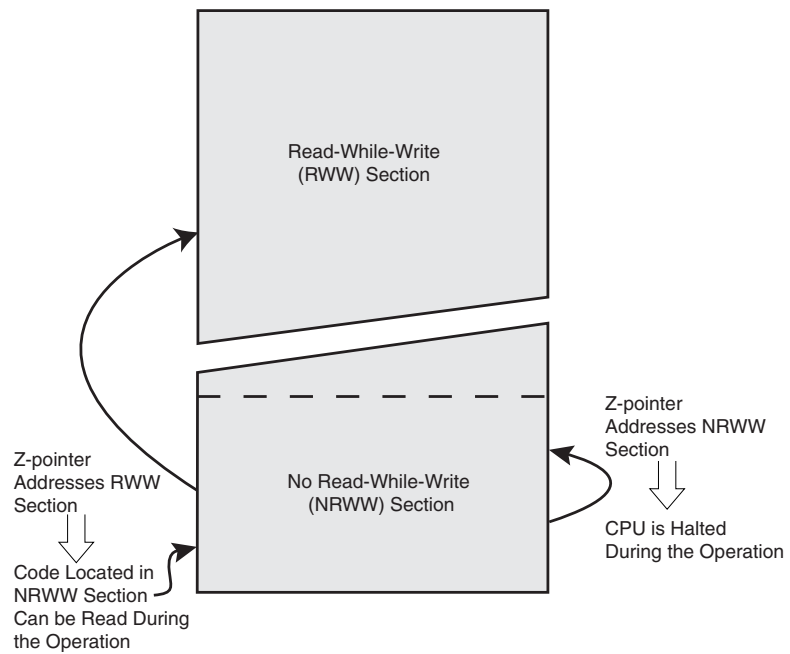 Read-While-Write
(RWW) Section
Z-pointer
Addresses NRWW
Section
Z-pointer
Addresses RWW
Section
No Read-While-Write
(NRWW) Section
CPU is Halted
During the Operation
Code Located in
NRWW Section
Can be Read During
the Operation